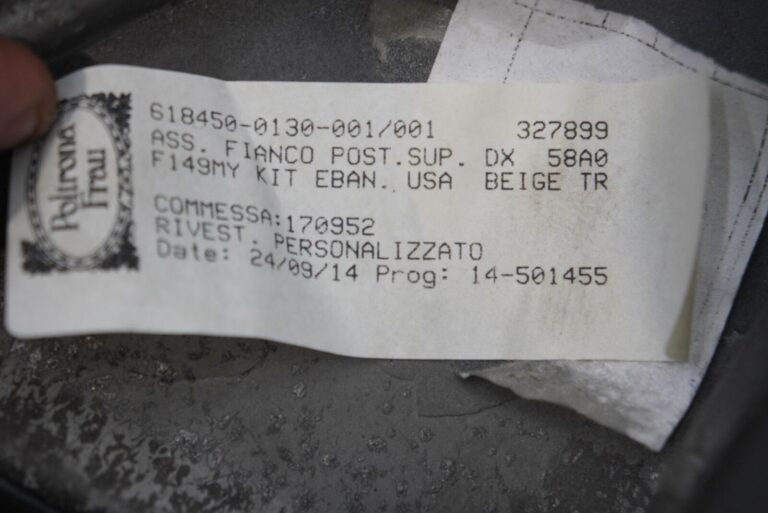 Poltrona
Frau
618450-0130-001/001 327899
ASS. FIANCO POST.SUP. DX 58A0
F149MY KIT EBAN. USA BEIGE TR
COMMESSA:170952
RIVEST. PERSONALIZZATO
Date: 24/09/14 Prog: 14-501455